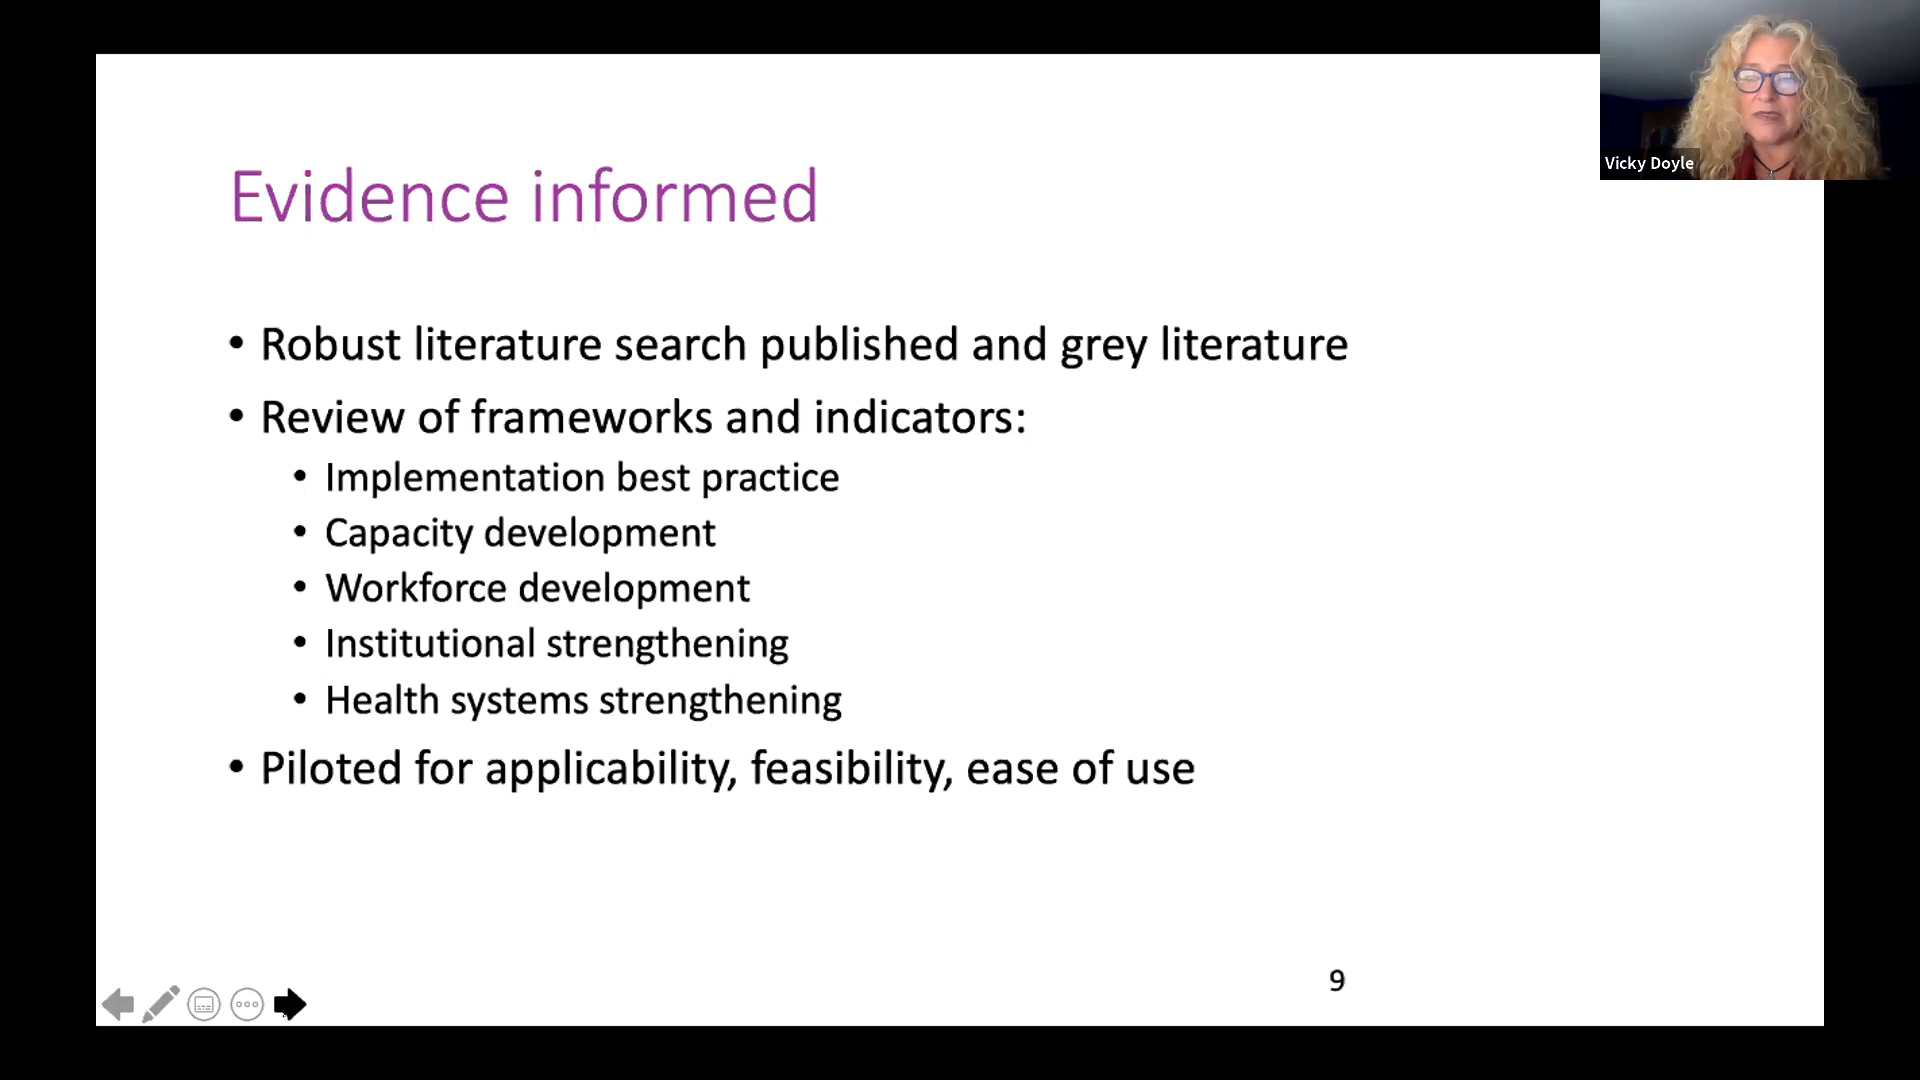 Vicky Doyle
Evidence informed
• Robust literature search published and grey literature
• Review of frameworks and indicators:
• Implementation best practice
• Capacity development
• Workforce development
• Institutional strengthening
• Health systems strengthening
• Piloted for applicability, feasibility, ease of use
9